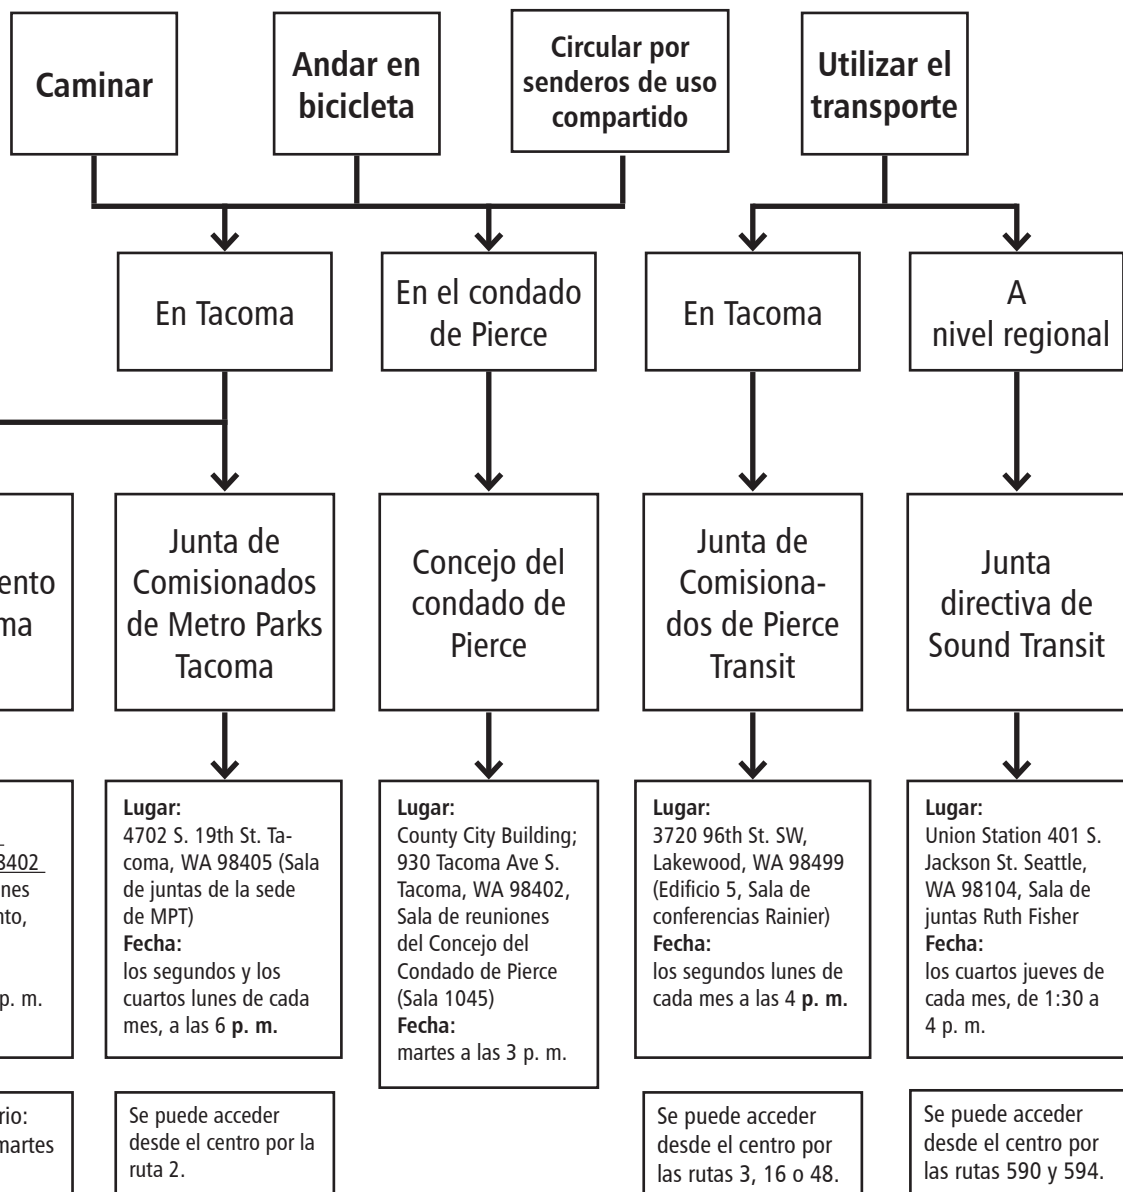 Caminar
Andar en
bicicleta
Circular por
senderos de uso
compartido
Utilizar el
transporte
En Tacoma
En el condado
de Pierce
En Tacoma
A
nivel regional
Junta de
Comisionados
de Metro Parks
Tacoma
Concejo del
condado de
Pierce
Junta de
Comisiona-
dos de Pierce
Transit
Junta
directiva de
Sound Transit
8402
p. m.
martes
Lugar:
4702 S. 19th St. Ta-
coma, WA 98405 (Sala
de juntas de la sede
de MPT)
Fecha:
los segundos y los
cuartos lunes de cada
mes, a las 6 p. m.
Lugar:
County City Building;
930 Tacoma Ave S.
Tacoma, WA 98402,
Sala de reuniones
del Concejo del
Condado de Pierce
(Sala 1045)
Fecha:
martes a las 3 p. m.
Lugar:
3720 96th St. SW,
Lakewood, WA 98499
(Edificio 5, Sala de
conferencias Rainier)
Fecha:
los segundos lunes de
cada mes a las 4 p. m.
Lugar:
Union Station 401 S.
Jackson St. Seattle,
WA 98104, Sala de
juntas Ruth Fisher
Fecha:
los cuartos jueves de
cada mes, de 1:30 a
4 p. m.
Se puede acceder
desde el centro por la
ruta 2.
Se puede acceder
desde el centro por
las rutas 3, 16 o 48.
Se puede acceder
desde el centro por
las rutas 590 y 594.